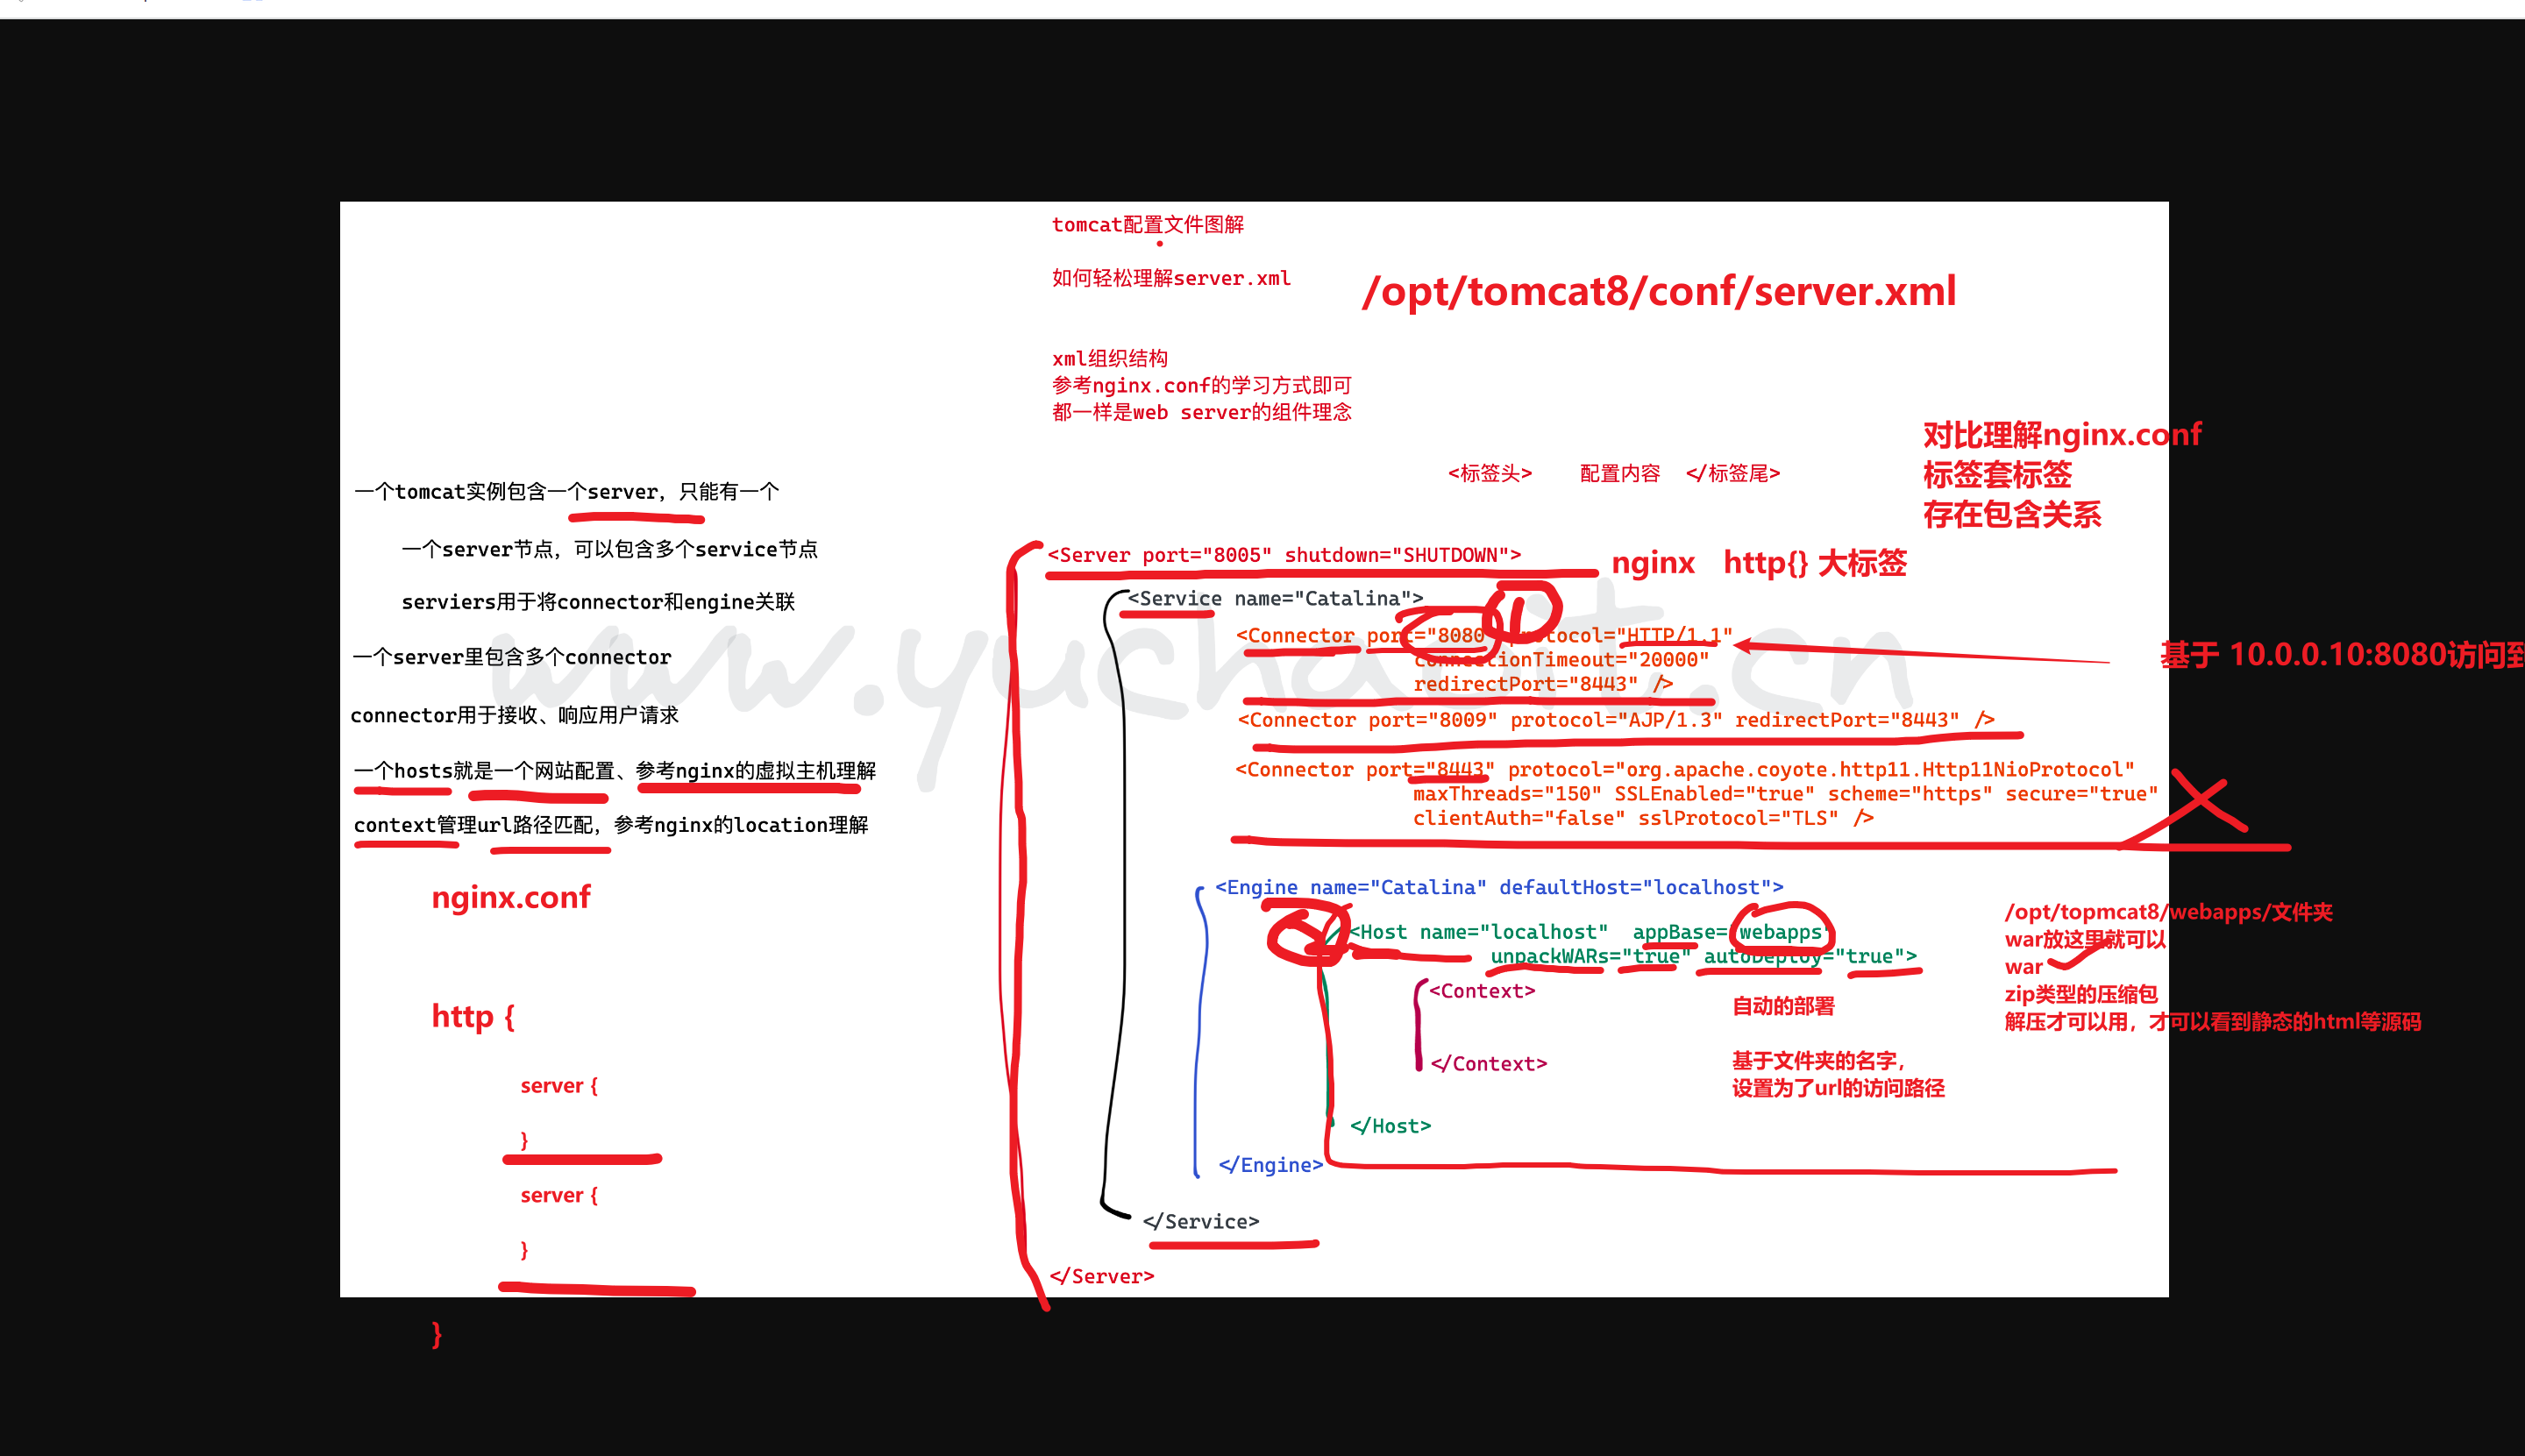 tomcat配置文件图解
如何轻松理解server.xml
/opt/tomcat8/conf/server.xml
xml组织结构
参考nginx.conf的学习方式即可
都一样是web server的组件理念
对比理解nginx.conf
标签套标签
存在包含关系
<标签头> 配置内容 </标签尾>
一个tomcat实例包含一个server，只能有一个
一个server节点，可以包含多个service节点
serviers用于将connector和engine关联
一个server里包含多个connector
connector用于接收、响应用户请求
一个hosts就是一个网站配置、参考nginx的虚拟主机理解
context管理url路径匹配，参考nginx的location理解
nginx.conf
http {
server {
}
server {
}
}
<Server port="8005" shutdown="SHUTDOWN">
nginx http{} 大标签
<Service name="Catalina">
<Connector port="8080" protocol="HTTP/1.1"
connectionTimeout="20000"
redirectPort="8443" />
基于 10.0.0.10:8080访问到
<Connector port="8009" protocol="AJP/1.3" redirectPort="8443" />
<Connector port="8443" protocol="org.apache.coyote.http11.Http11NioProtocol"
maxThreads="150" SSLEnabled="true" scheme="https" secure="true"
clientAuth="false" sslProtocol="TLS" />
<Engine name="Catalina" defaultHost="localhost">
<Host name="localhost" appBase="webapps"
unpackWARs="true" autoDeploy="true">
<Context>
</Context>
</Host>
</Engine>
</Service>
</Server>
自动的部署
基于文件夹的名字，
设置为了url的访问路径
/opt/topmcat8/webapps/文件夹
war放这里就可以
war
zip类型的压缩包
解压才可以用，才可以看到静态的html等源码
www.yuchaoit.cn